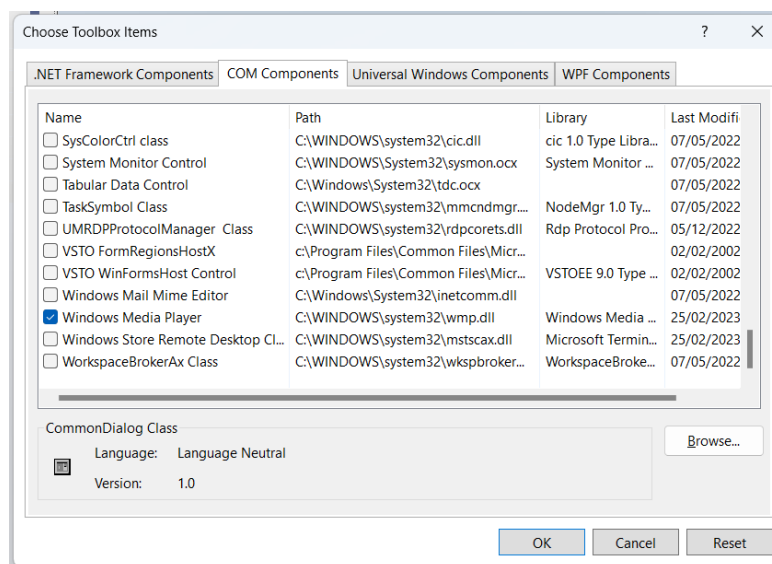 Choose Toolbox Items ? ×
.NET Framework Components COM Components Universal Windows Components WPF Components
Name Path Library Last Modifi
SysColorCtrl class C:\WINDOWS\system32\cic.dll cic 1.0 Type Libra... 07/05/2022
System Monitor Control C:\WINDOWS\System32\sysmon.ocx System Monitor ... 07/05/2022
Tabular Data Control C:\Windows\System32\tdc.ocx 07/05/2022
TaskSymbol Class C:\WINDOWS\system32\mmcndmgr.... NodeMgr 1.0 Ty... 07/05/2022
UMRDPProtocolManager Class C:\WINDOWS\system32\rdpcorets.dll Rdp Protocol Pro... 05/12/2022
VSTO FormRegionsHostX c:\Program Files\Common Files\Micr... 02/02/2002
VSTO WinFormsHost Control c:\Program Files\Common Files\Micr... VSTOEE 9.0 Type ... 02/02/2002
Windows Mail Mime Editor C:\Windows\System32\inetcomm.dll 07/05/2022
Windows Media Player C:\WINDOWS\system32\wmp.dll Windows Media ... 25/02/2023
Windows Store Remote Desktop Cl... C:\WINDOWS\system32\mstscax.dll Microsoft Termin... 25/02/2023
WorkspaceBrokerAx Class C:\WINDOWS\system32\wkspbroker... WorkspaceBroke... 07/05/2022
CommonDialog Class
Language: Language Neutral
Version: 1.0
Browse...
OK Cancel Reset